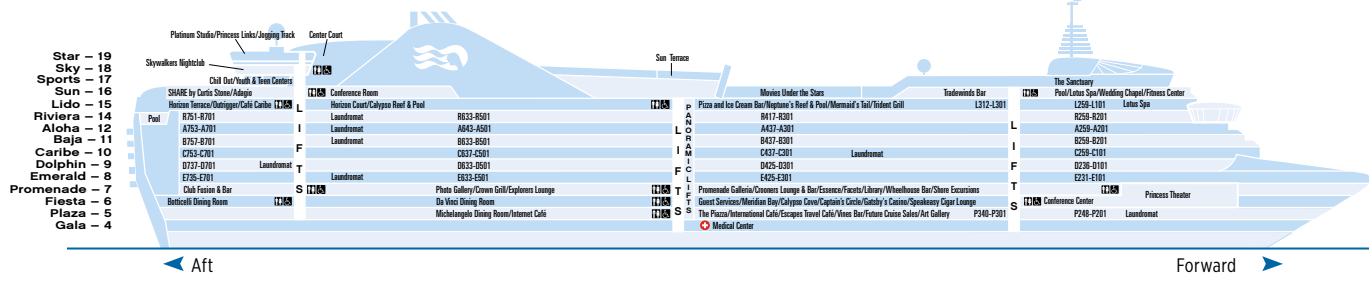 Platinum Studio/Princess Links/Jogging Track
Center Court
Skywalkers Nightclub
Sun Terrace
Chill Out/Youth & Teen Centers
The Sanctuary
Star – 19
Sky – 18
Sports – 17
Sun – 16
Lido – 15
Riviera – 14
Aloha – 12
Baja – 11
Caribe – 10
Dolphin – 9
Emerald – 8
Promenade – 7
Fiesta – 6
Plaza – 5
Gala – 4
SHARE by Curtis Stone/Adagio
Conference Room
Movies Under the Stars
Tradewinds Bar
Pool/Lotus Spa/Wedding Chapel/Fitness Center
Horizon Terrace/Outrigger/Café Caribe
Horizon Court/Calypso Reef & Pool
Pizza and Ice Cream Bar/Neptune's Reef & Pool/Mermaid's Tail/Trident Grill
L312-L301
L259-L101
Lotus Spa
Pool
R751-R701
Laundromat
R633-R501
R417-R301
R259-R201
A753-A701
Laundromat
A643-A501
A437-A301
A259-A201
B757-B701
Laundromat
B633-B501
B437-B301
B259-B201
C753-C701
C637-C501
C437-C301
Laundromat
C259-C101
D737-D701
Laundromat
D633-D501
D425-D301
D236-D101
E735-E701
Laundromat
E633-E501
E425-E301
E231-E101
Club Fusion & Bar
Photo Gallery/Crown Grill/Explorers Lounge
Promenade Galleria/Crooners Lounge & Bar/Essence/Facets/Library/Wheelhouse Bar/Shore Excursions
Princess Theater
Botticelli Dining Room
Da Vinci Dining Room
Guest Services/Meridian Bay/Calypso Cove/Captain's Circle/Gatsby's Casino/Speakeasy Cigar Lounge
Conference Center
Michelangelo Dining Room/Internet Café
The Piazza/International Café/Escapes Travel Café/Vines Bar/Future Cruise Sales/Art Gallery
P340-P301
P248-P201
Laundromat
Medical Center
LIFTS
LIFTS
PANORAMIC LIFTS
LIFTS
Aft
Forward